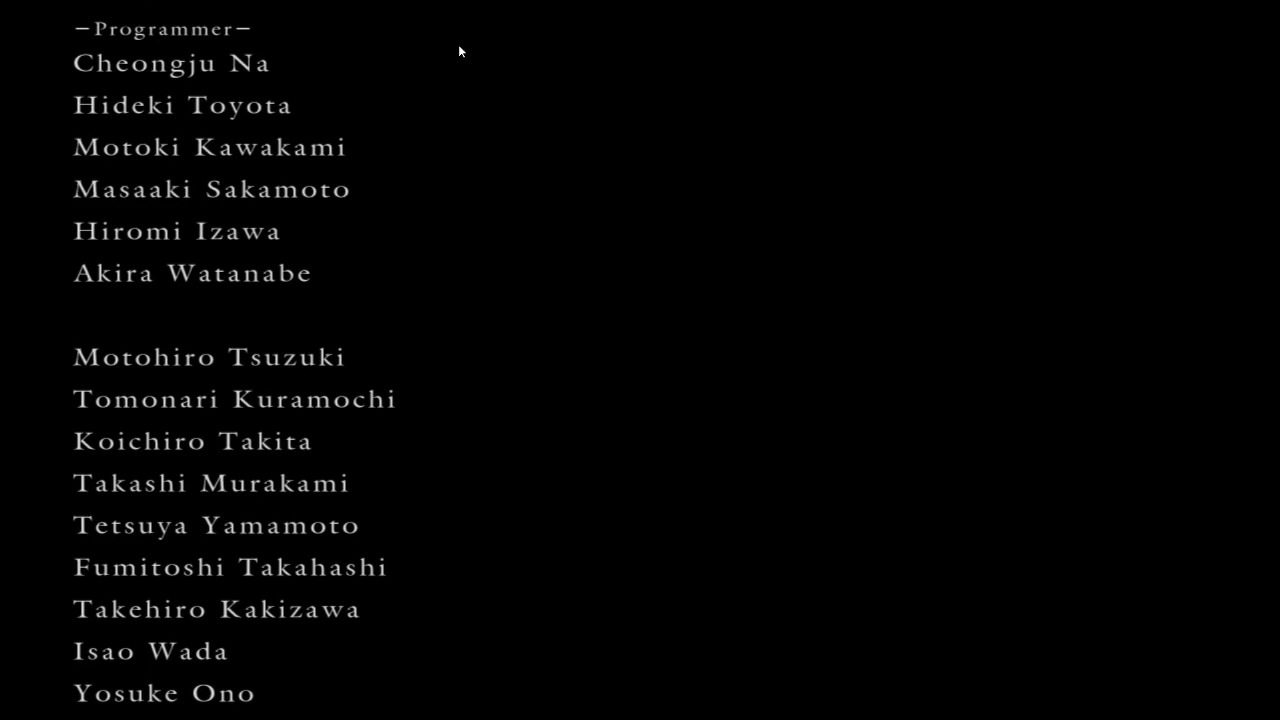 −Programmer−
Cheongju Na
Hideki Toyota
Motoki Kawakami
Masaaki Sakamoto
Hiromi Izawa
Akira Watanabe
Motohiro Tsuzuki
Tomonari Kuramochi
Koichiro Takita
Takashi Murakami
Tetsuya Yamamoto
Fumitoshi Takahashi
Takehiro Kakizawa
Isao Wada
Yosuke Ono